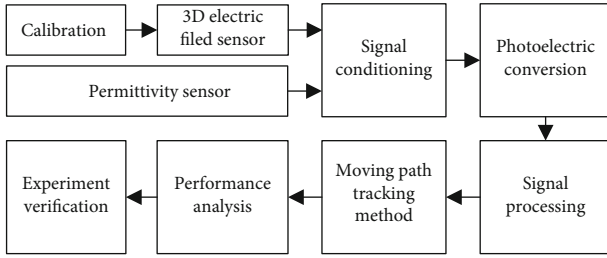 Calibration
3D electric
filed sensor
Permittivity sensor
Signal
conditioning
Photoelectric
conversion
Signal
processing
Moving path
tracking
method
Performance
analysis
Experiment
verification